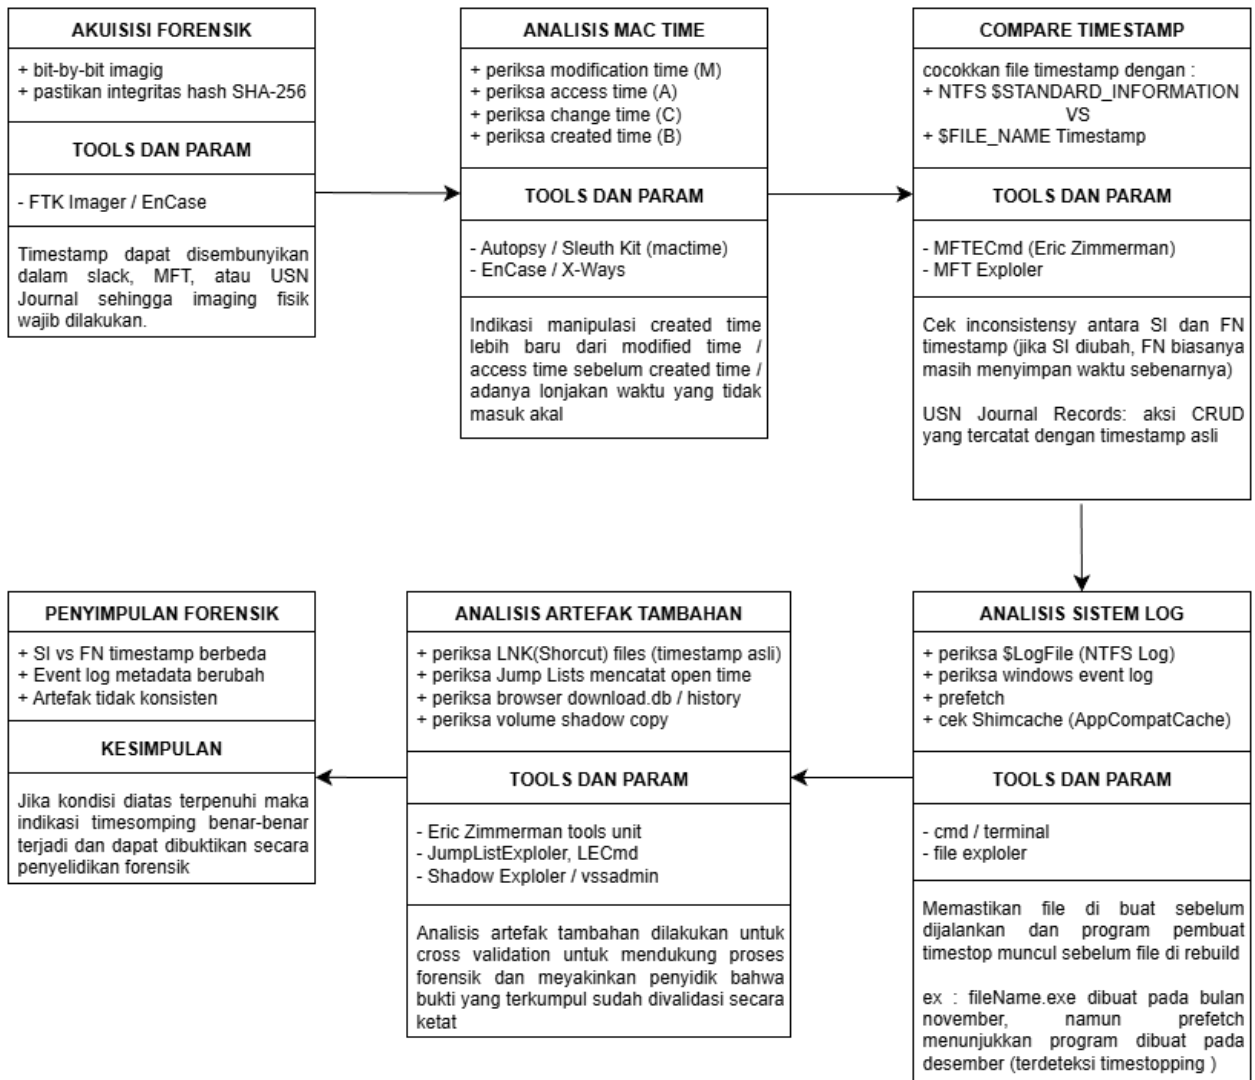 AKUISISI FORENSIK
+ bit-by-bit imagig
+ pastikan integritas hash SHA-256
TOOLS DAN PARAM
- FTK Imager / EnCase
Timestamp dapat disembunyikan
dalam slack, MFT, atau USN
Journal sehingga imaging fisik
wajib dilakukan.
ANALISIS MAC TIME
+ periksa modification time (M)
+ periksa access time (A)
+ periksa change time (C)
+ periksa created time (B)
TOOLS DAN PARAM
- Autopsy / Sleuth Kit (mactime)
- EnCase / X-Ways
Indikasi manipulasi created time
lebih baru dari modified time /
access time sebelum created time /
adanya lonjakan waktu yang tidak
masuk akal
COMPARE TIMESTAMP
cocokkan file timestamp dengan :
+ NTFS $STANDARD_INFORMATION
VS
+ $FILE_NAME Timestamp
TOOLS DAN PARAM
- MFTECmd (Eric Zimmerman)
- MFT Exploler
Cek inconsistensy antara SI dan FN
timestamp (jika SI diubah, FN biasanya
masih menyimpan waktu sebenarnya)
USN Journal Records: aksi CRUD
yang tercatat dengan timestamp asli
ANALISIS SISTEM LOG
+ periksa $LogFile (NTFS Log)
+ periksa windows event log
+ prefetch
+ cek Shimcache (AppCompatCache)
TOOLS DAN PARAM
- cmd / terminal
- file exploler
Memastikan file di buat sebelum
dijalankan dan program pembuat
timestop muncul sebelum file di rebuild
ex : fileName.exe dibuat pada bulan
november, namun prefetch
menunjukkan program dibuat pada
desember (terdeteksi timestopping )
ANALISIS ARTEFAK TAMBAHAN
+ periksa LNK(Shorcut) files (timestamp asli)
+ periksa Jump Lists mencatat open time
+ periksa browser download.db / history
+ periksa volume shadow copy
TOOLS DAN PARAM
- Eric Zimmerman tools unit
- JumpListExploler, LECmd
- Shadow Exploler / vssadmin
Analisis artefak tambahan dilakukan untuk
cross validation untuk mendukung proses
forensik dan meyakinkan penyidik bahwa
bukti yang terkumpul sudah divalidasi secara
ketat
PENYIMPULAN FORENSIK
+ SI vs FN timestamp berbeda
+ Event log metadata berubah
+ Artefak tidak konsisten
KESIMPULAN
Jika kondisi diatas terpenuhi maka
indikasi timesomping benar-benar
terjadi dan dapat dibuktikan secara
penyelidikan forensik